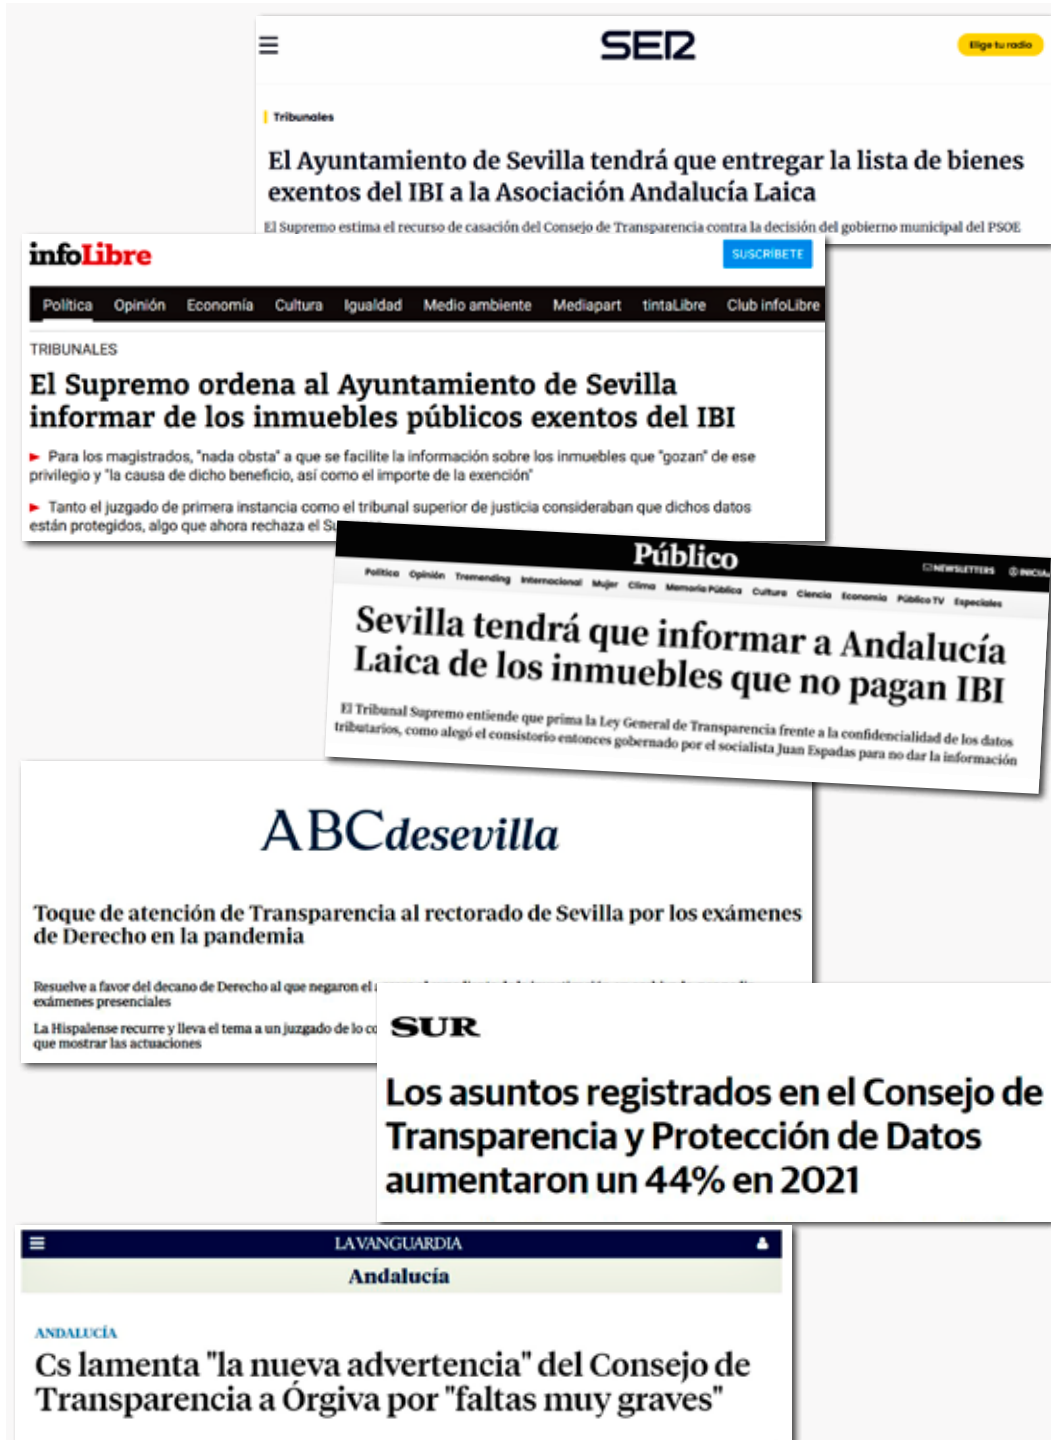 SER
Elige tu radio
Tribunales
El Ayuntamiento de Sevilla tendrá que entregar la lista de bienes
exentos del IBI a la Asociación Andalucía Laica
El Supremo estima el recurso de casación del Consejo de Transparencia contra la decisión del gobierno municipal del PSOE
infoLibre
SUSCRÍBETE
Política Opinión Economía Cultura Igualdad Medio ambiente Mediapart tintaLibre Club infoLibre
TRIBUNALES
El Supremo ordena al Ayuntamiento de Sevilla
informar de los inmuebles públicos exentos del IBI
Para los magistrados, "nada obsta" a que se facilite la información sobre los inmuebles que "gozan" de ese
privilegio y "la causa de dicho beneficio, así como el importe de la exención"
Tanto el juzgado de primera instancia como el tribunal superior de justicia consideraban que dichos datos
están protegidos, algo que ahora rechaza el
Público
NEWSLETTERS
Política Opinión Tremending Internacional Mujer Clima Memoria Pública Cultura Ciencia Economía Público TV Especiales
Sevilla tendrá que informar a Andalucía
Laica de los inmuebles que no pagan IBI
El Tribunal Supremo entiende que prima la Ley General de Transparencia frente a la confidencialidad de los datos
tributarios, como alegó el consistorio entonces gobernado por el socialista Juan Espadas para no dar la información
ABCdesevilla
Toque de atención de Transparencia al rectorado de Sevilla por los exámenes
de Derecho en la pandemia
Resuelve a favor del decano de Derecho al que negaron el
exámenes presenciales
La Hispalense recurre y lleva el tema a un juzgado de lo
que mostrar las actuaciones
SUR
Los asuntos registrados en el Consejo de
Transparencia y Protección de Datos
aumentaron un 44% en 2021
LA VANGUARDIA
Andalucía
ANDALUCÍA
Cs lamenta "la nueva advertencia" del Consejo de
Transparencia a Órgiva por "faltas muy graves"